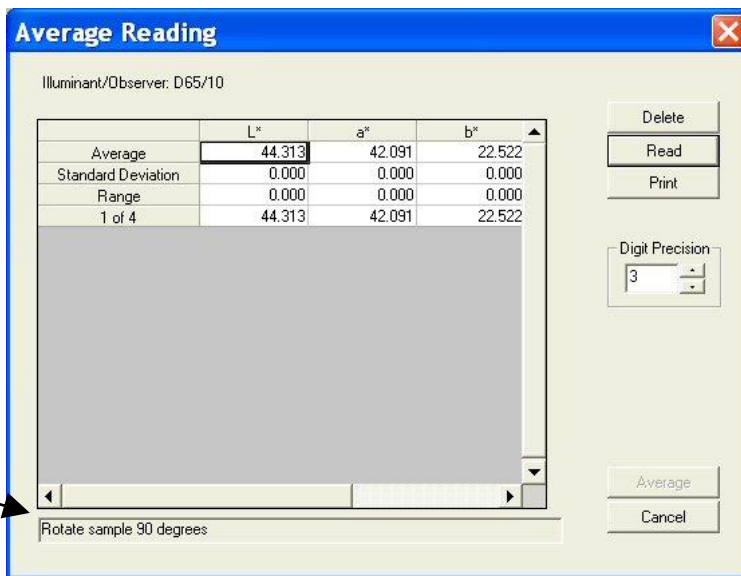 Average Reading
Illuminant/Observer: D65/10
L* a* b*
Average 44.313 42.091 22.522
Standard Deviation 0.000 0.000 0.000
Range 0.000 0.000 0.000
1 of 4 44.313 42.091 22.522
Rotate sample 90 degrees
Delete
Read
Print
Digit Precision
3
Average
Cancel